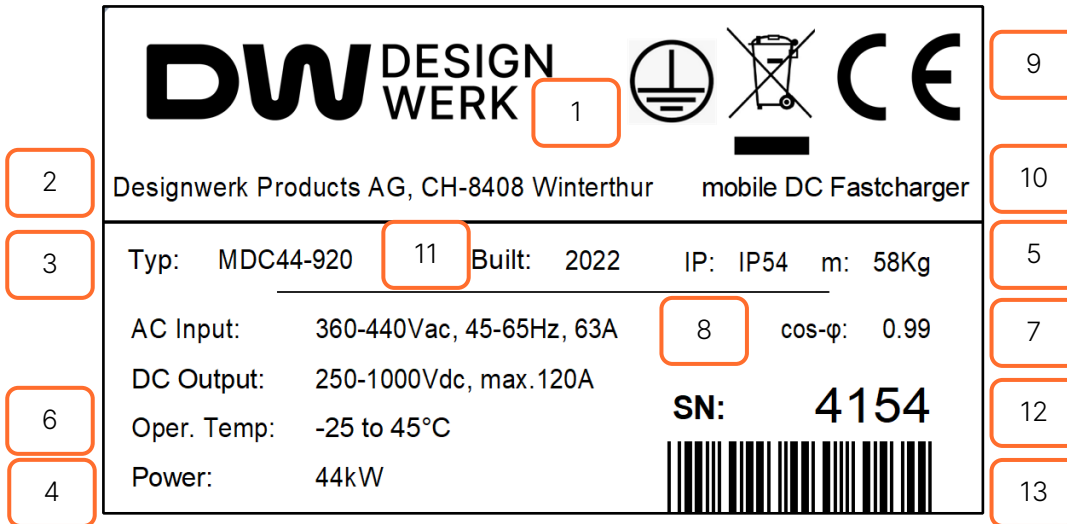 DW DESIGN
WERK
1
CE
9
2
Designwerk Products AG, CH-8408 Winterthur
mobile DC Fastcharger
10
3
Typ: MDC44-920
11
Built: 2022
IP: IP54
m: 58Kg
5
AC Input: 360-440Vac, 45-65Hz, 63A
8
cos-φ: 0.99
7
DC Output: 250-1000Vdc, max.120A
6
Oper. Temp: -25 to 45°C
SN: 4154
12
4
Power: 44kW
13